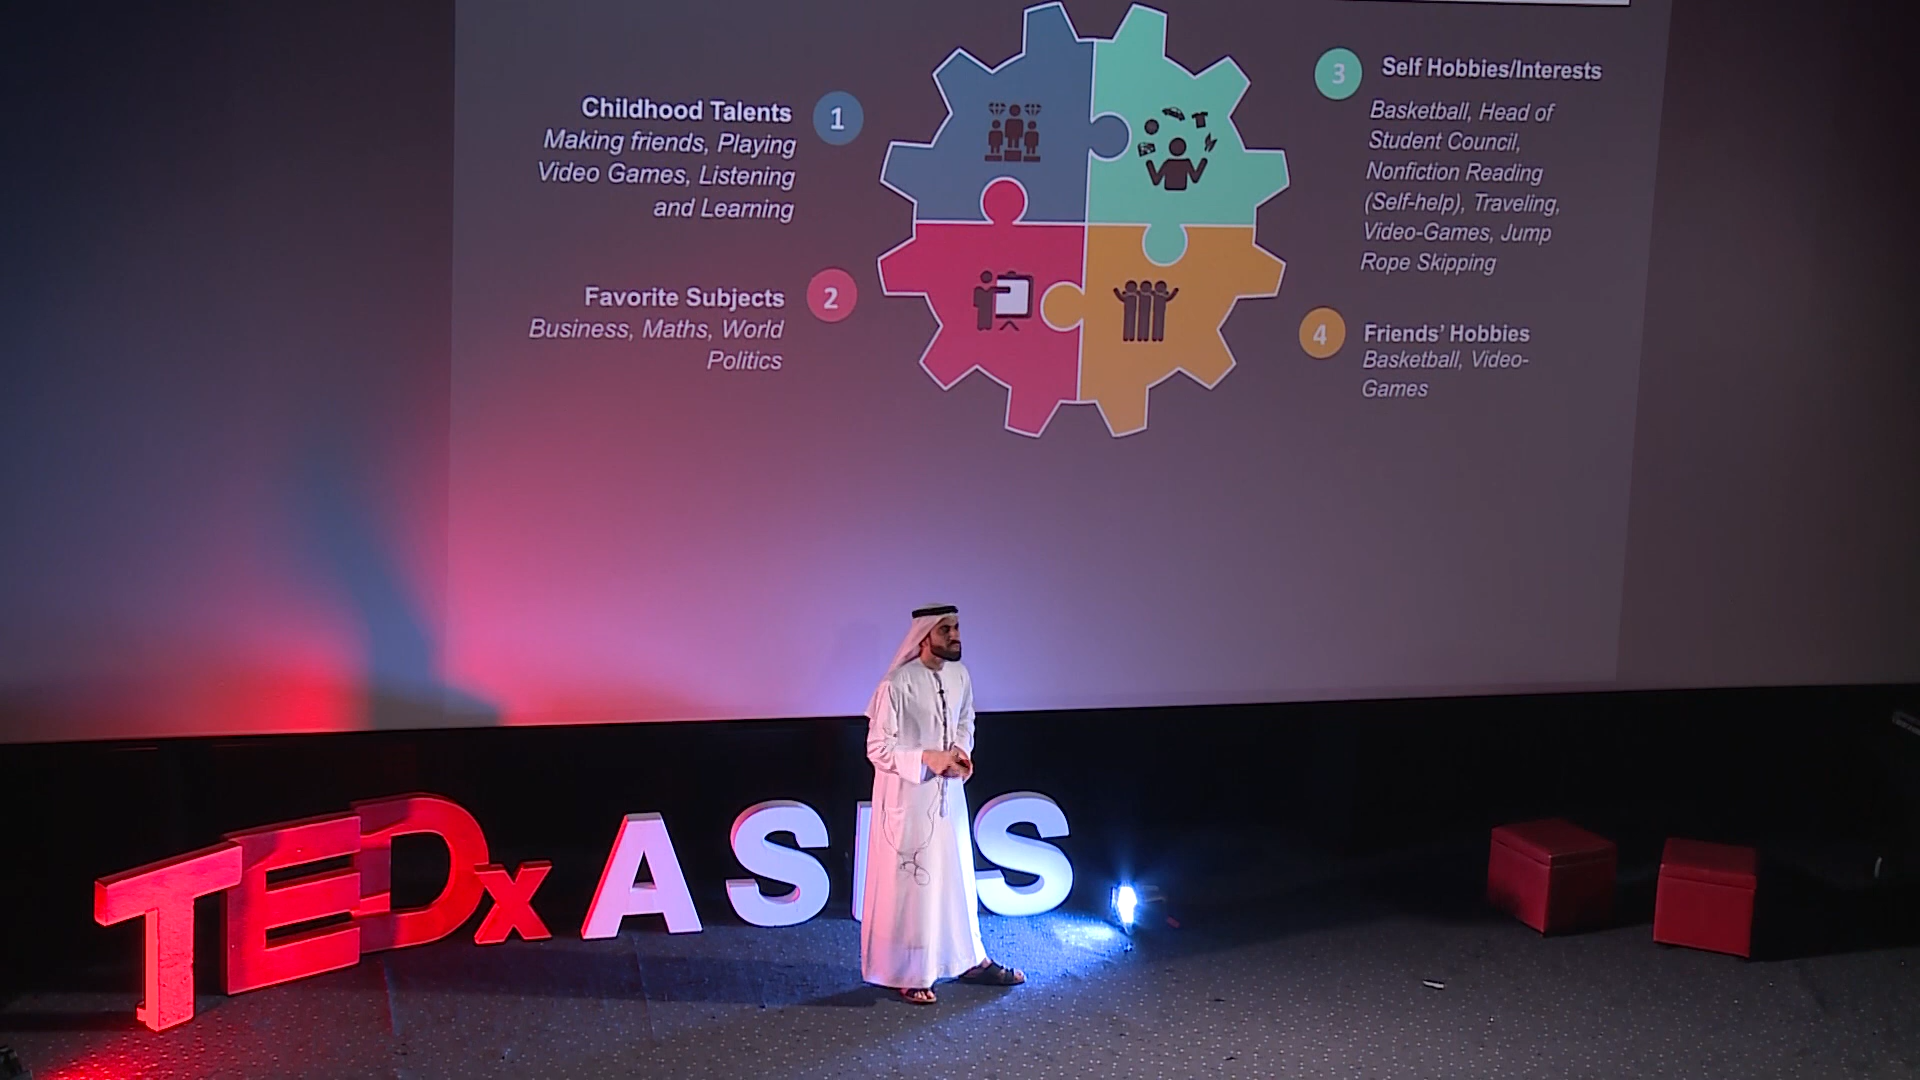 Childhood Talents
Making friends, Playing
Video Games, Listening
and Learning
1
Favorite Subjects
Business, Maths, World
Politics
2
3
Self Hobbies/Interests
Basketball, Head of
Student Council,
Nonfiction Reading
(Self-help), Traveling,
Video-Games, Jump
Rope Skipping
4
Friends' Hobbies
Basketball, Video-
Games
TEDx